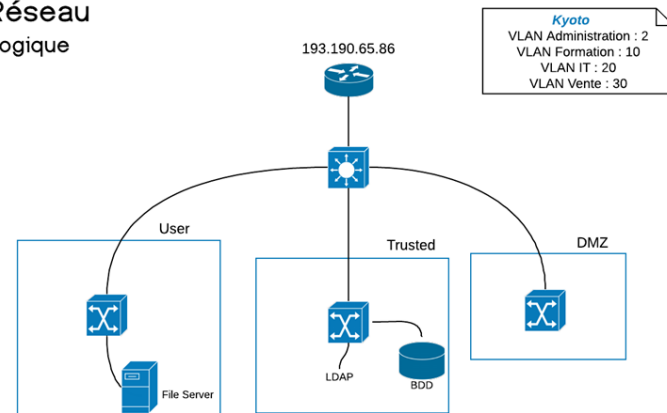 Réseau
ogique
193.190.65.86
Kyoto
VLAN Administration : 2
VLAN Formation : 10
VLAN IT : 20
VLAN Vente : 30
User
Trusted
DMZ
LDAP
BDD
File Server